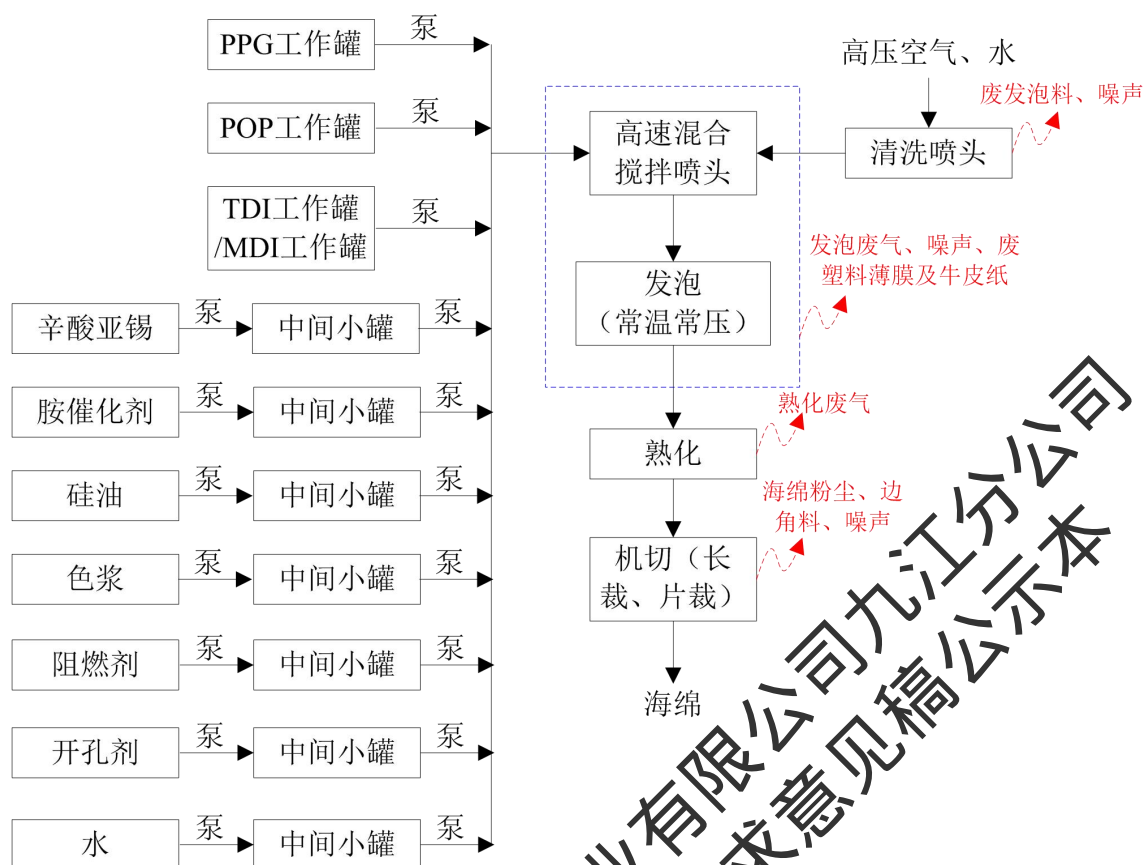 PPG工作罐
泵
POP工作罐
泵
TDI工作罐
/MDI工作罐
泵
辛酸亚锡
泵
中间小罐
泵
胺催化剂
泵
中间小罐
泵
硅油
泵
中间小罐
泵
色浆
泵
中间小罐
泵
阻燃剂
泵
中间小罐
泵
开孔剂
泵
中间小罐
泵
水
泵
中间小罐
泵
高速混合
搅拌喷头
高压空气、水
清洗喷头
废发泡料、噪声
发泡
（常温常压）
发泡废气、噪声、废
塑料薄膜及牛皮纸
熟化
熟化废气
机切（长
裁、片裁）
海绵粉尘、边
角料、噪声
海绵
业有限公司九江分公司
求意见稿公示本